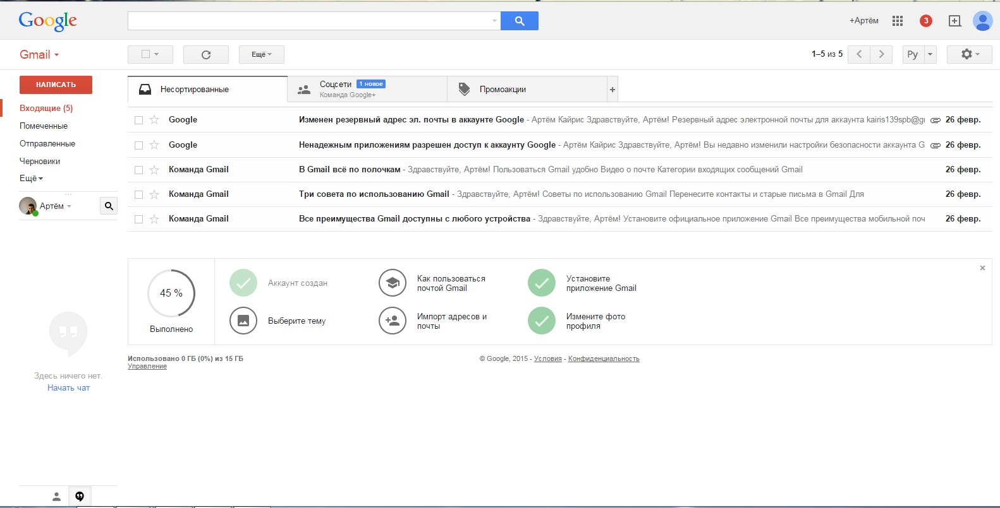 Google
+Артём
3
Gmail
Ещё
1–5 из 5
Ру
НАПИСАТЬ
Входящие (5)
Помеченные
Отправленные
Черновики
Ещё
Артём
Здесь ничего нет.
Начать чат
Несортированные
Соцсети 1 новое
Команда Google+
Промоакции
+
Google Изменен резервный адрес эл. почты в аккаунте Google - Артём Кайрис Здравствуйте, Артём! Резервный адрес электронной почты для аккаунта kairis139spb@gr 26 февр.
Google Ненадежным приложениям разрешен доступ к аккаунту Google - Артём Кайрис Здравствуйте, Артём! Вы недавно изменили настройки безопасности аккаунта G 26 февр.
Команда Gmail В Gmail всё по полочкам - Здравствуйте, Артём! Пользоваться Gmail удобно Видео о почте Категории входящих сообщений Gmail 26 февр.
Команда Gmail Три совета по использованию Gmail - Здравствуйте, Артём! Советы по использованию Gmail Перенесите контакты и старые письма в Gmail Для 26 февр.
Команда Gmail Все преимущества Gmail доступны с любого устройства - Здравствуйте, Артём! Установите официальное приложение Gmail Все преимущества мобильной поч 26 февр.
45 %
Выполнено
Аккаунт создан
Как пользоваться
почтой Gmail
Установите
приложение Gmail
Выберите тему
Импорт адресов и
почты
Измените фото
профиля
Использовано 0 ГБ (0%) из 15 ГБ
Управление
© Google, 2015 - Условия - Конфиденциальность